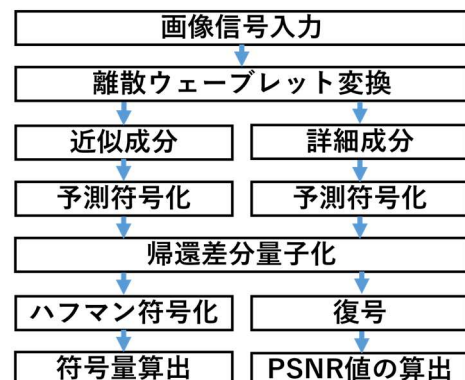 画像信号入力
離散ウェーブレット変換
近似成分
詳細成分
予測符号化
予測符号化
帰還差分量子化
ハフマン符号化
復号
符号量算出
PSNR値の算出